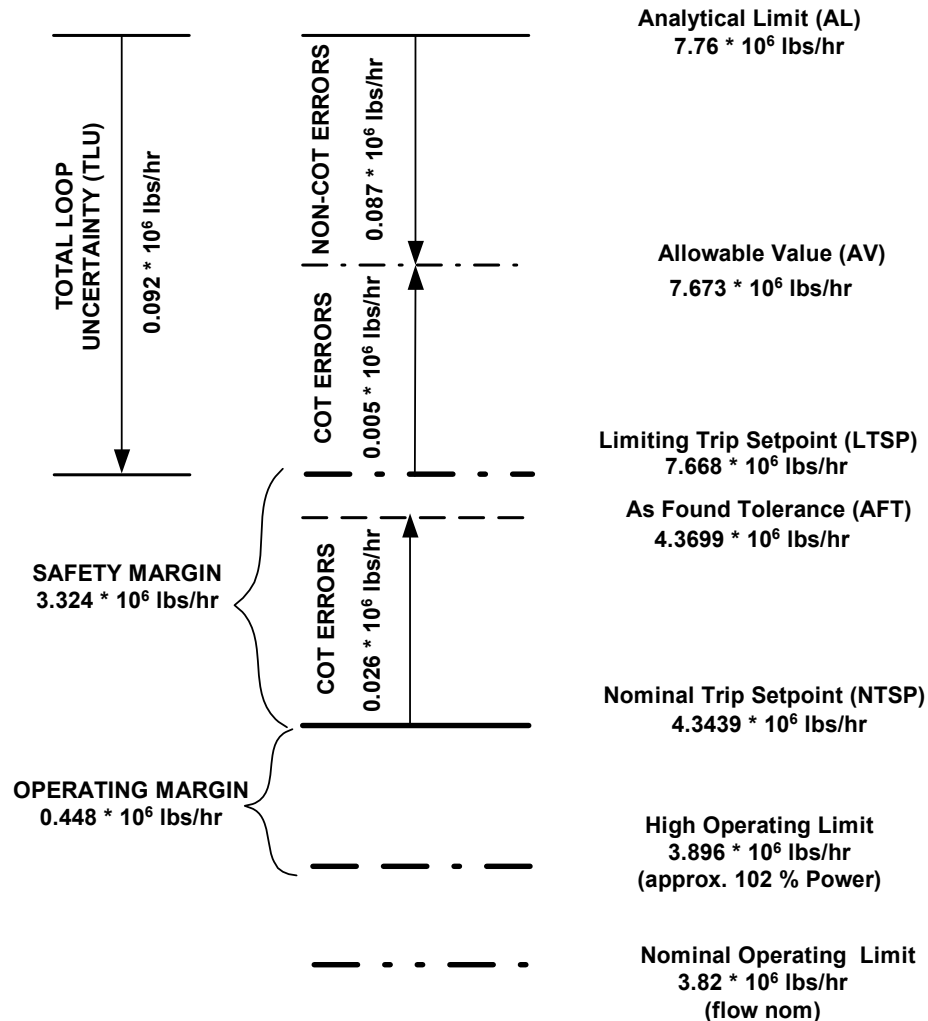 Analytical Limit (AL)
7.76 * 10⁶ lbs/hr
TOTAL LOOP
UNCERTAINTY (TLU)
0.092 * 10⁶ lbs/hr
NON-COT ERRORS
0.087 * 10⁶ lbs/hr
Allowable Value (AV)
7.673 * 10⁶ lbs/hr
COT ERRORS
0.005 * 10⁶ lbs/hr
Limiting Trip Setpoint (LTSP)
7.668 * 10⁶ lbs/hr
As Found Tolerance (AFT)
4.3699 * 10⁶ lbs/hr
SAFETY MARGIN
3.324 * 10⁶ lbs/hr
COT ERRORS
0.026 * 10⁶ lbs/hr
Nominal Trip Setpoint (NTSP)
4.3439 * 10⁶ lbs/hr
OPERATING MARGIN
0.448 * 10⁶ lbs/hr
High Operating Limit
3.896 * 10⁶ lbs/hr
(approx. 102 % Power)
Nominal Operating Limit
3.82 * 10⁶ lbs/hr
(flow nom)